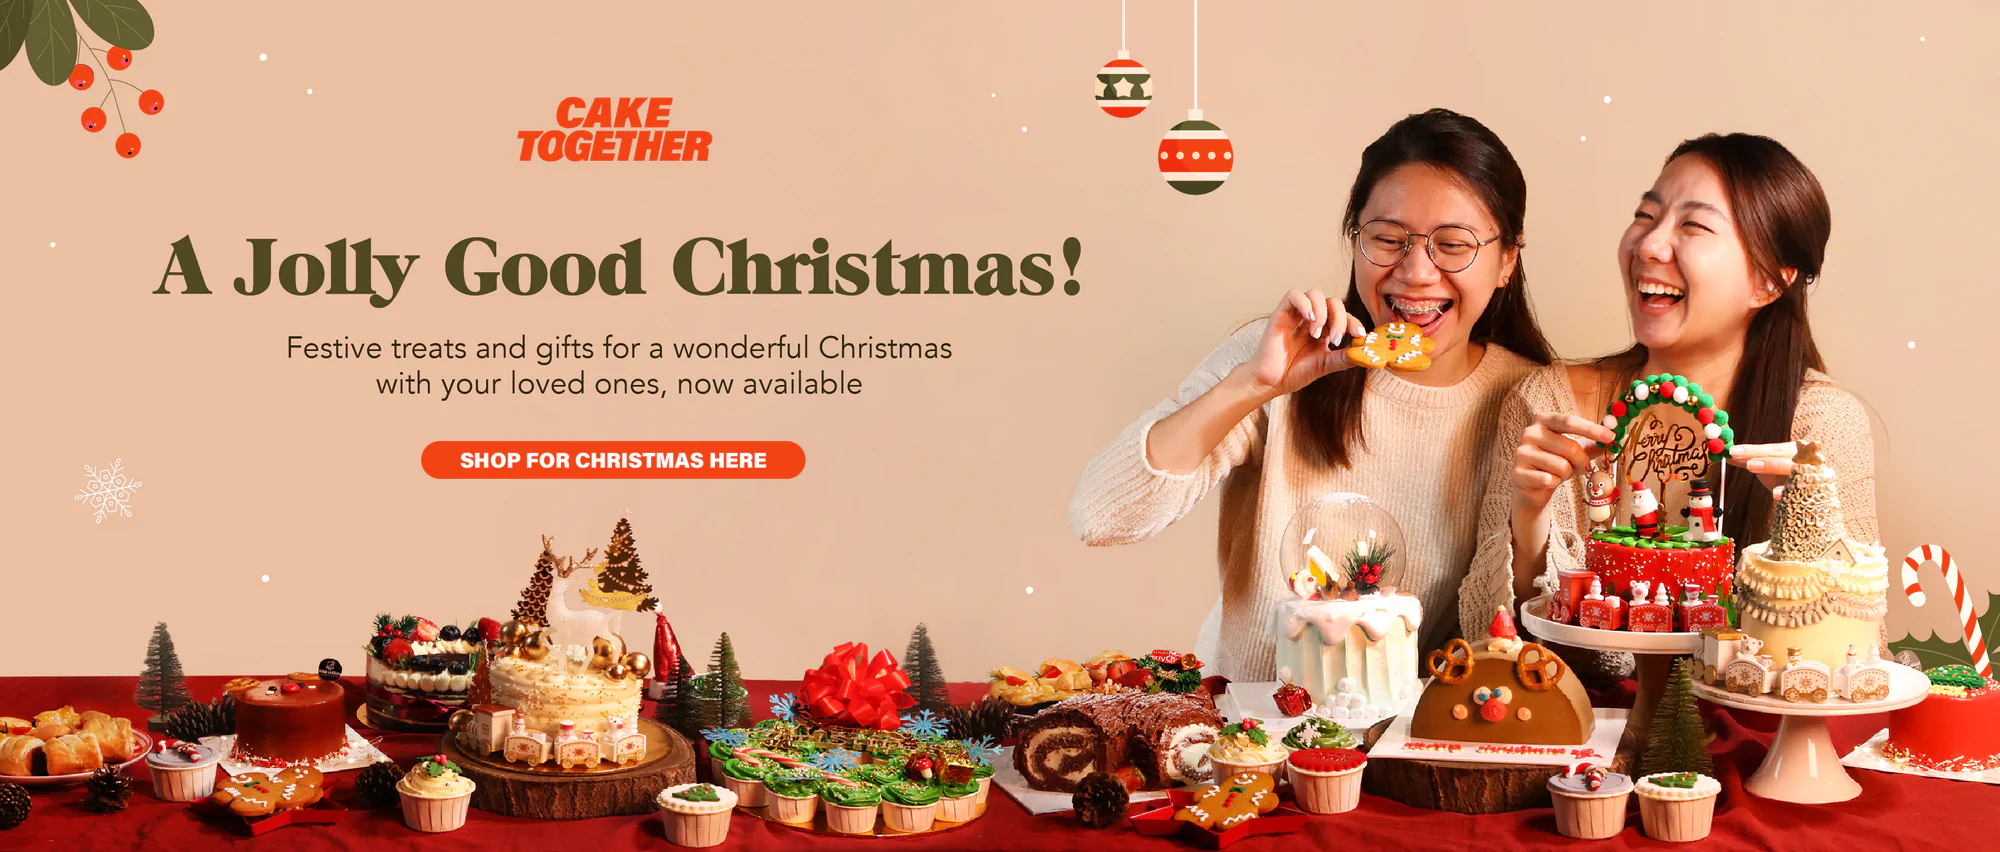 CAKE
TOGETHER
A Jolly Good Christmas!
Festive treats and gifts for a wonderful Christmas
with your loved ones, now available
SHOP FOR CHRISTMAS HERE
Merry
Christmas